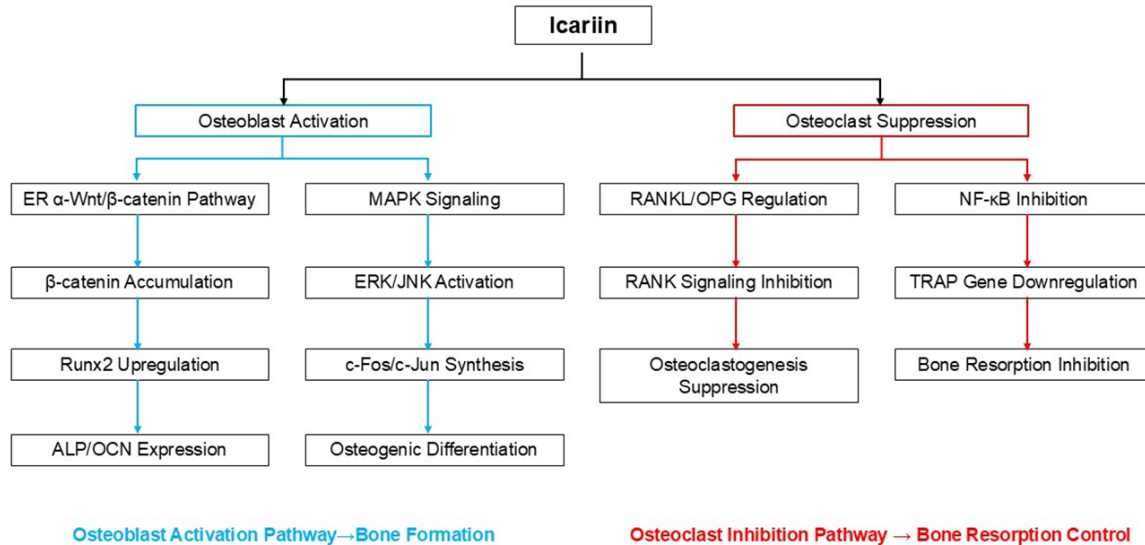 Icariin
Osteoblast Activation
Osteoclast Suppression
ER α-Wnt/β-catenin Pathway
MAPK Signaling
RANKL/OPG Regulation
NF-κB Inhibition
β-catenin Accumulation
ERK/JNK Activation
RANK Signaling Inhibition
TRAP Gene Downregulation
Runx2 Upregulation
c-Fos/c-Jun Synthesis
Osteoclastogenesis
Suppression
Bone Resorption Inhibition
ALP/OCN Expression
Osteogenic Differentiation
Osteoblast Activation Pathway→Bone Formation
Osteoclast Inhibition Pathway → Bone Resorption Control